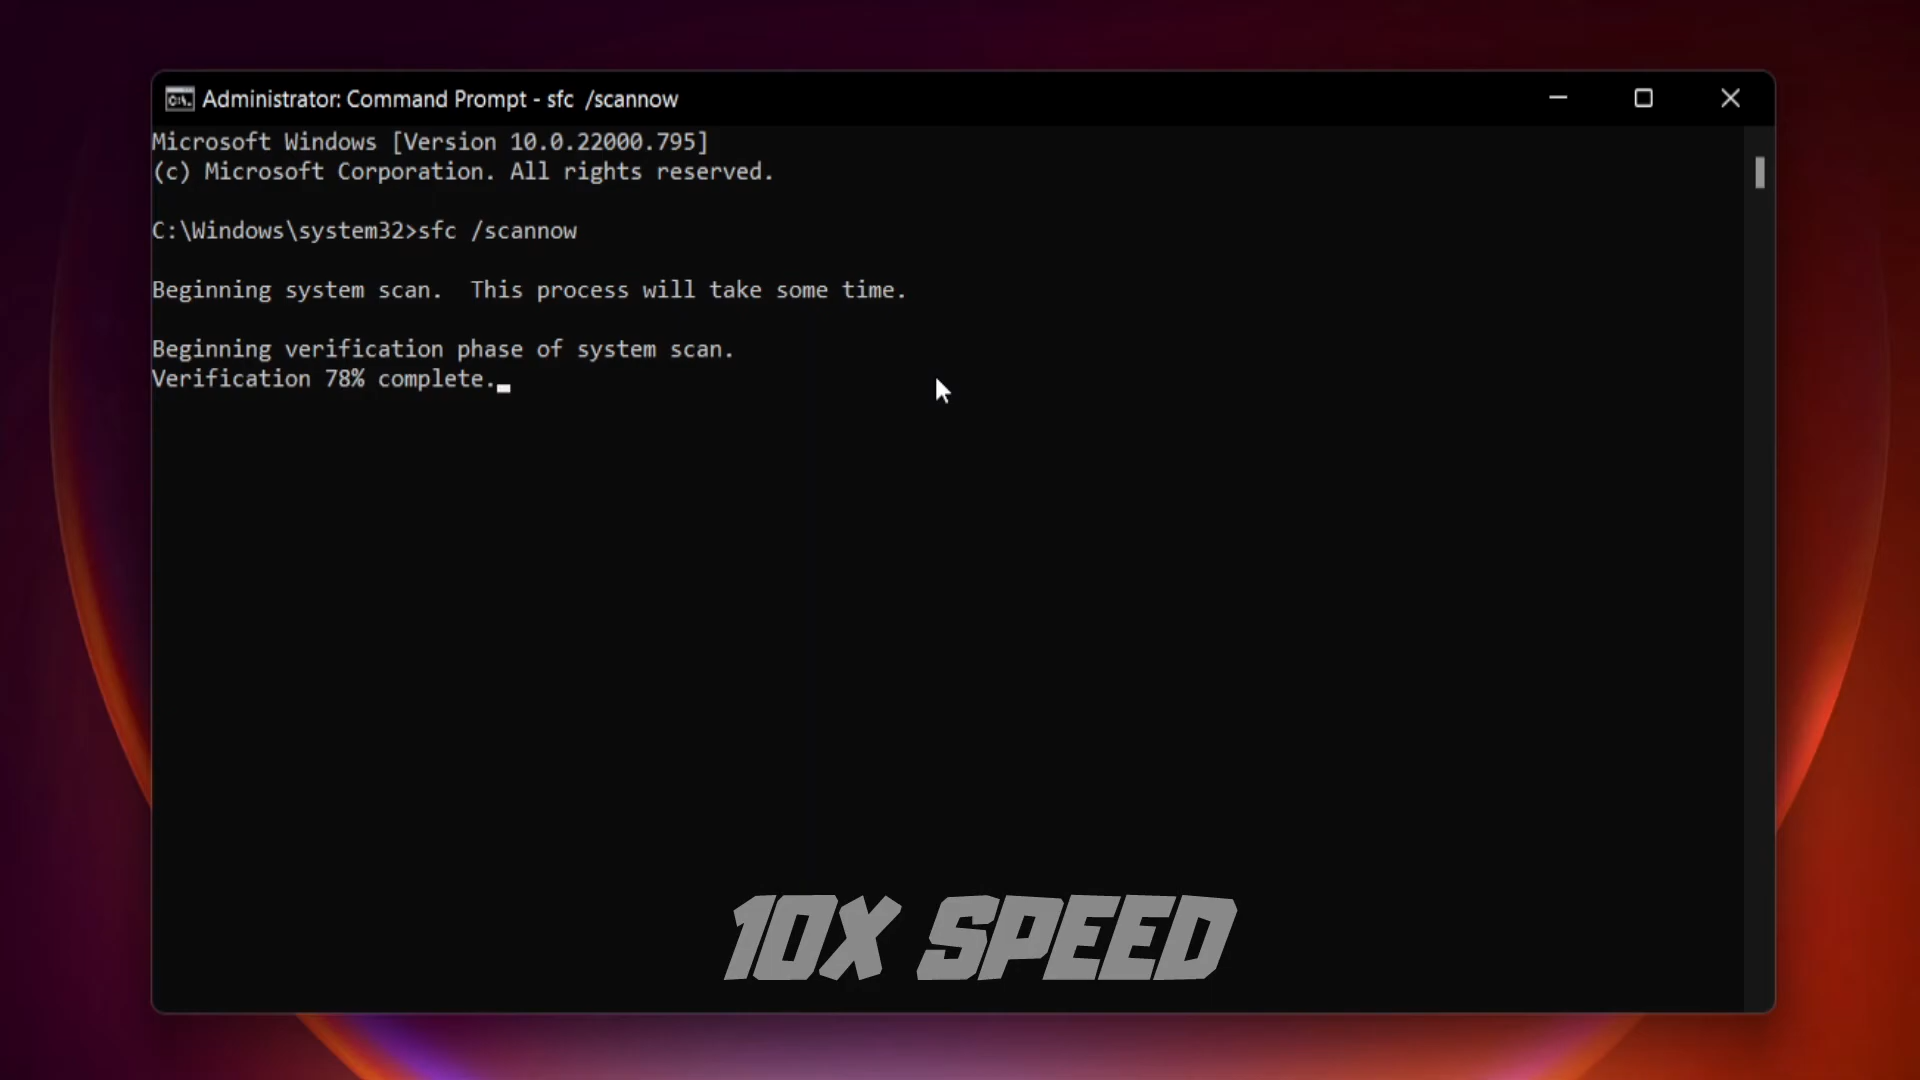 Administrator: Command Prompt - sfc  /scannow
Microsoft Windows [Version 10.0.22000.795]
(c) Microsoft Corporation. All rights reserved.
C:\Windows\system32>sfc /scannow
Beginning system scan.  This process will take some time.
Beginning verification phase of system scan.
Verification 78% complete.
10X SPEED